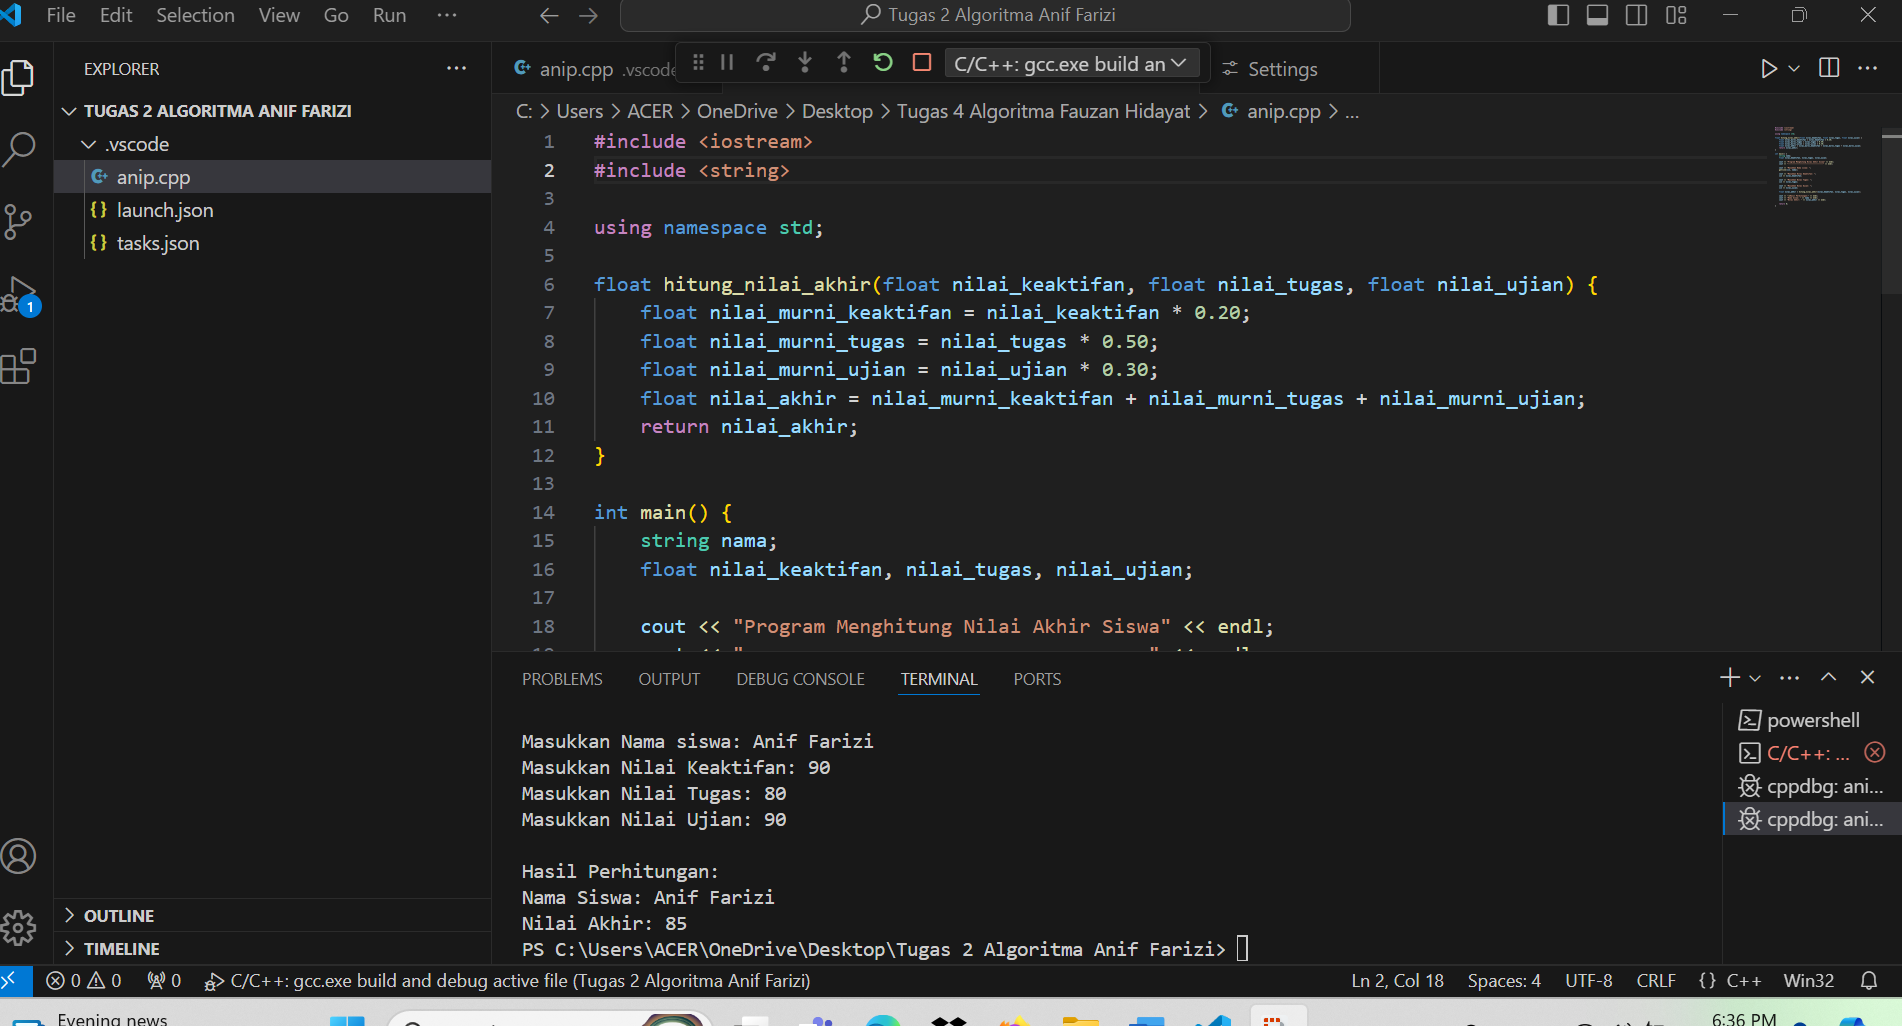 File Edit Selection View Go Run ···
Tugas 2 Algoritma Anif Farizi
EXPLORER ···
TUGAS 2 ALGORITMA ANIF FARIZI
.vscode
anip.cpp
launch.json
tasks.json
OUTLINE
TIMELINE
anip.cpp .vscode
C/C++: gcc.exe build an
Settings
C: > Users > ACER > OneDrive > Desktop > Tugas 4 Algoritma Fauzan Hidayat > anip.cpp > ...
1 #include <iostream>
2 #include <string>
3
4 using namespace std;
5
6 float hitung_nilai_akhir(float nilai_keaktifan, float nilai_tugas, float nilai_ujian) {
7 float nilai_murni_keaktifan = nilai_keaktifan * 0.20;
8 float nilai_murni_tugas = nilai_tugas * 0.50;
9 float nilai_murni_ujian = nilai_ujian * 0.30;
10 float nilai_akhir = nilai_murni_keaktifan + nilai_murni_tugas + nilai_murni_ujian;
11 return nilai_akhir;
12 }
13
14 int main() {
15 string nama;
16 float nilai_keaktifan, nilai_tugas, nilai_ujian;
17
18 cout << "Program Menghitung Nilai Akhir Siswa" << endl;
PROBLEMS OUTPUT DEBUG CONSOLE TERMINAL PORTS
Masukkan Nama siswa: Anif Farizi
Masukkan Nilai Keaktifan: 90
Masukkan Nilai Tugas: 80
Masukkan Nilai Ujian: 90
Hasil Perhitungan:
Nama Siswa: Anif Farizi
Nilai Akhir: 85
PS C:\Users\ACER\OneDrive\Desktop\Tugas 2 Algoritma Anif Farizi>
powershell
C/C++: ...
cppdbg: ani...
cppdbg: ani...
1
0 0 0 C/C++: gcc.exe build and debug active file (Tugas 2 Algoritma Anif Farizi)
Ln 2, Col 18 Spaces: 4 UTF-8 CRLF {} C++ Win32
Evening news
6:36 PM